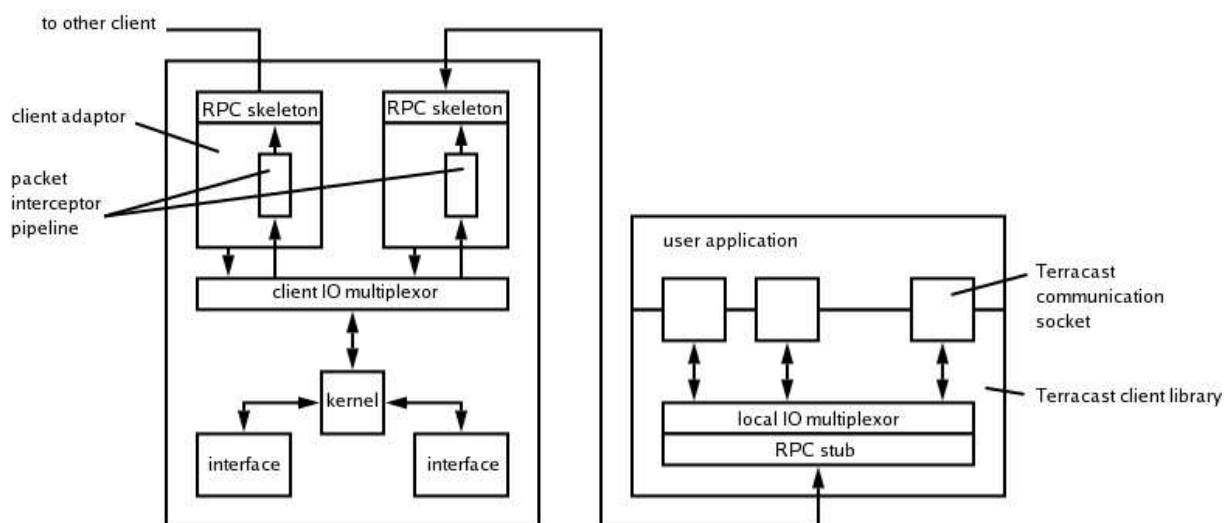 to other client
RPC skeleton
RPC skeleton
client adaptor
packet
interceptor
pipeline
client IO multiplexor
kernel
interface
interface
user application
Terracast
communication
socket
Terracast client library
local IO multiplexor
RPC stub